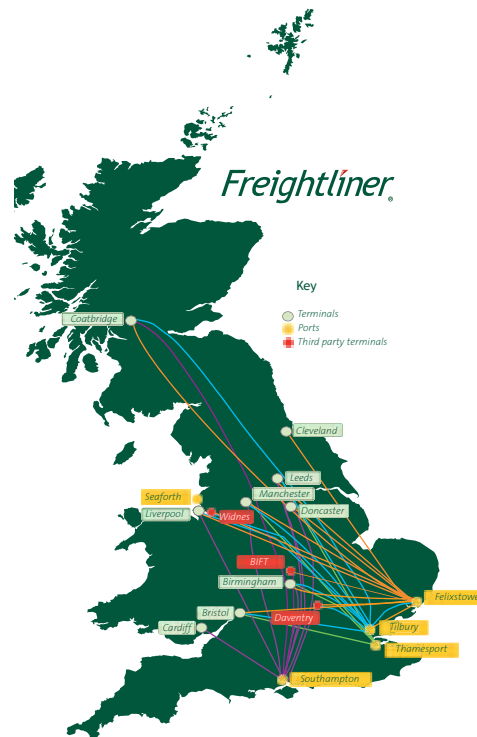 Freightliner®
Key
Terminals
Ports
Third party terminals
Coatbridge
Cleveland
Leeds
Manchester
Seaforth
Doncaster
Liverpool
Widnes
BIFT
Birmingham
Felixstowe
Bristol
Daventry
Cardiff
Tilbury
Thamesport
Southampton